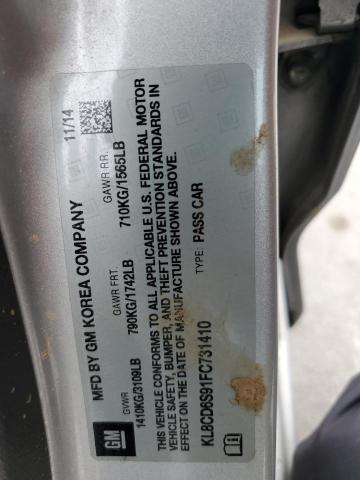 GM
MFD BY GM KOREA COMPANY 11/14
GVWR GAWR FRT. GAWR RR.
1410KG/3109LB 790KG/1742LB 710KG/1565LB
THIS VEHICLE CONFORMS TO ALL APPLICABLE U.S. FEDERAL MOTOR
VEHICLE SAFETY, BUMPER, AND THEFT PREVENTION STANDARDS IN
EFFECT ON THE DATE OF MANUFACTURE SHOWN ABOVE.
TYPE: PASS CAR
KL8CD6S91FC731410